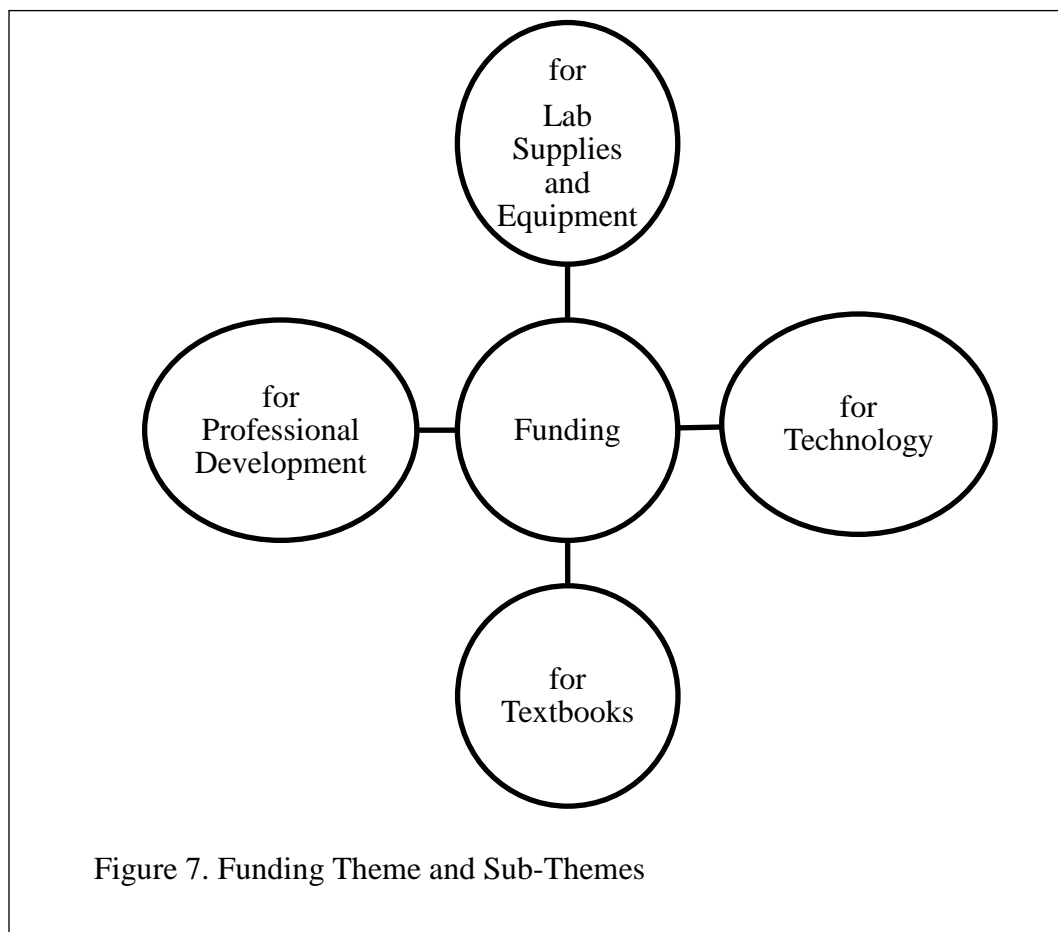 for
Lab
Supplies
and
Equipment
for
Professional
Development
Funding
for
Technology
for
Textbooks
Figure 7. Funding Theme and Sub-Themes